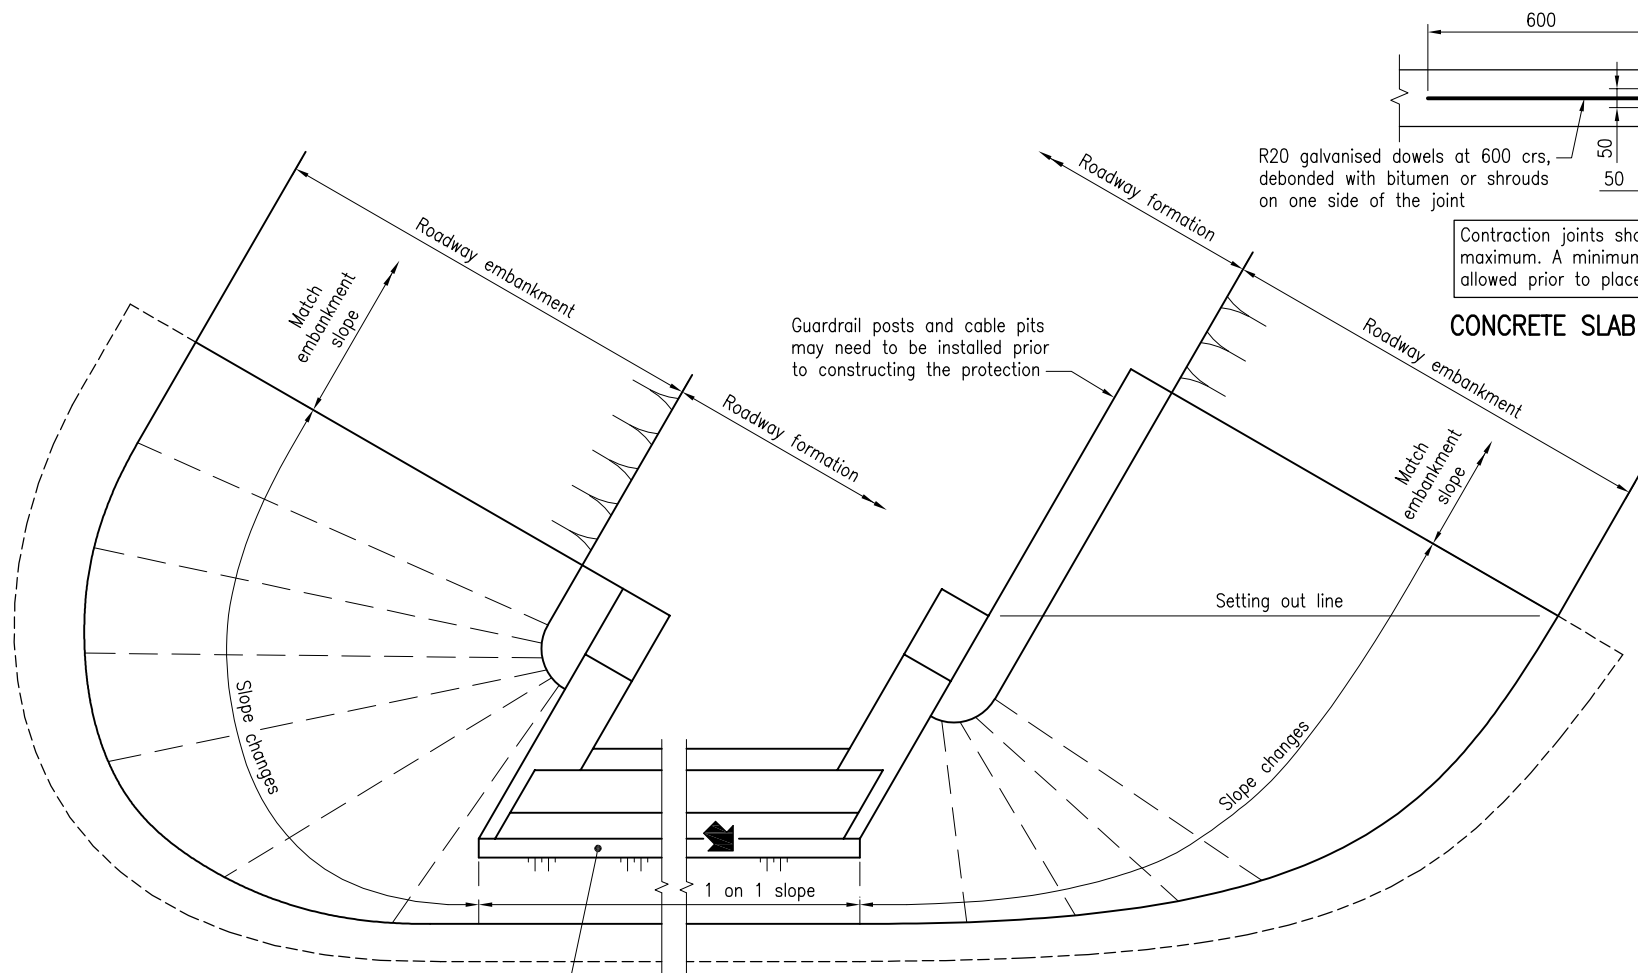 600
50
50
R20 galvanised dowels at 600 crs,
debonded with bitumen or shrouds
on one side of the joint
Contraction joints sho
maximum. A minimum
allowed prior to place
CONCRETE SLAB
Roadway formation
Roadway embankment
Match
embankment
slope
Guardrail posts and cable pits
may need to be installed prior
to constructing the protection
Roadway embankment
Roadway formation
Match
embankment
slope
Setting out line
Slope changes
Slope changes
1 on 1 slope